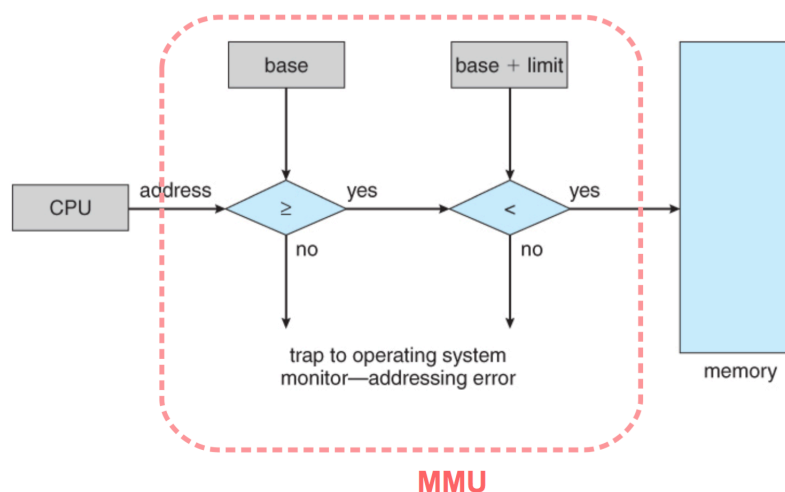 base
base + limit
address
yes
yes
CPU
≥
<
no
no
trap to operating system
monitor—addressing error
memory
MMU